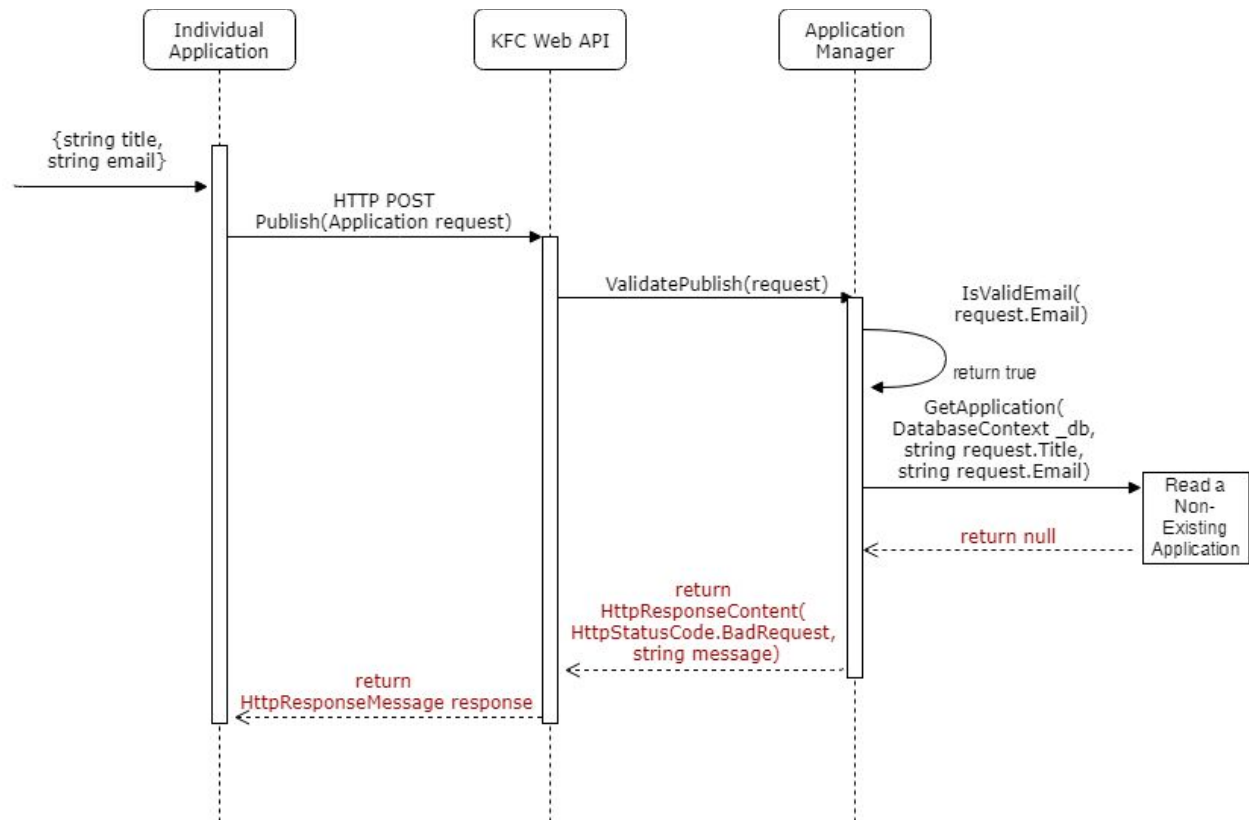 Individual
Application
KFC Web API
Application
Manager
{string title,
string email}
HTTP POST
Publish(Application request)
ValidatePublish(request)
IsValidEmail(
request.Email)
return true
GetApplication(
DatabaseContext _db,
string request.Title,
string request.Email)
Read a
Non-
Existing
Application
return null
return
HttpResponseContent(
HttpStatusCode.BadRequest,
string message)
return
HttpResponseMessage response